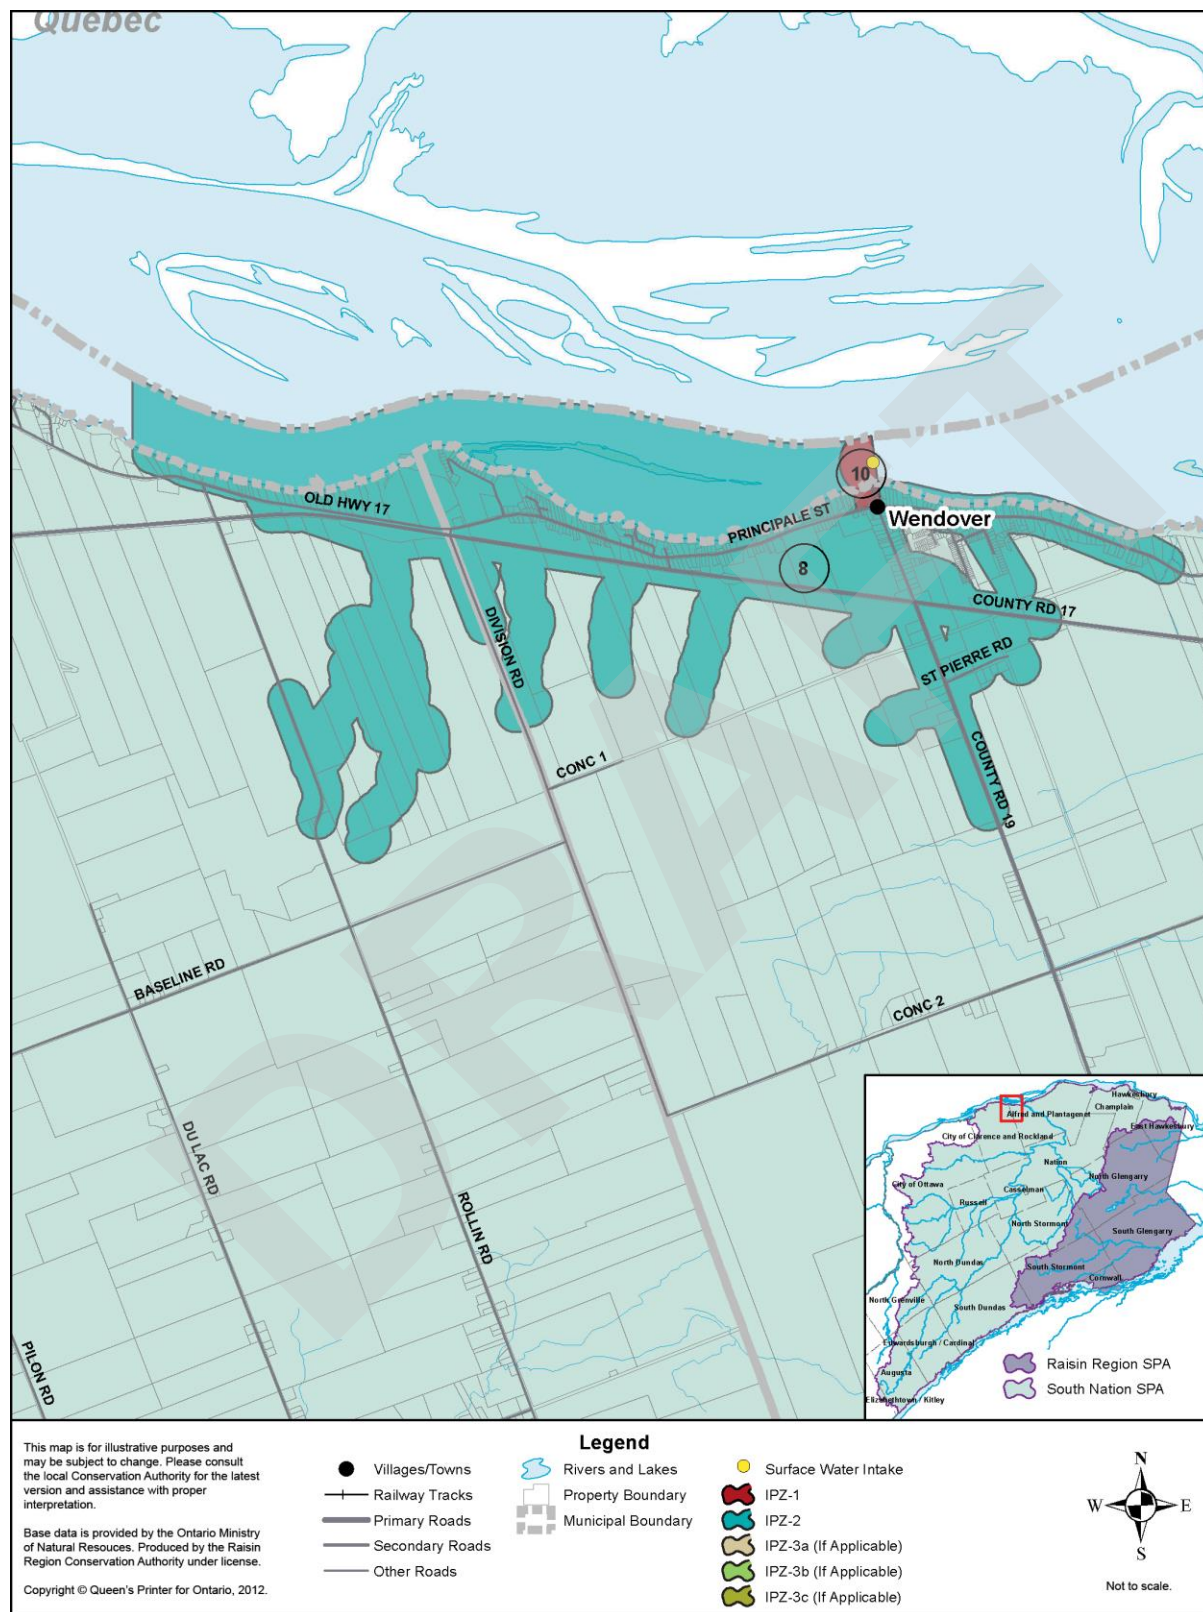 Quebec
OLD HWY 17
PRINCIPALE ST
10
Wendover
8
COUNTY RD 17
ST PIERRE RD
DIVISION RD
CONC 1
COUNTY RD 19
BASELINE RD
CONC 2
DU LAC RD
ROLLIN RD
PILON RD
DRAFT
Hawkesbury
Champlain
Alfred and Plantagenet
East Hawkesbury
City of Clarence and Rockland
Nation
North Glengarry
City of Ottawa
Casselman
Russell
North Stormont
South Glengarry
North Dundas
South Stormont
Cornwall
North Grenville
South Dundas
Edwardsburgh / Cardinal
Augusta
Elizabethtown / Kitley
Raisin Region SPA
South Nation SPA
This map is for illustrative purposes and
may be subject to change. Please consult
the local Conservation Authority for the latest
version and assistance with proper
interpretation.
Base data is provided by the Ontario Ministry
of Natural Resouces. Produced by the Raisin
Region Conservation Authority under license.
Copyright © Queen's Printer for Ontario, 2012.
Legend
Villages/Towns
Railway Tracks
Primary Roads
Secondary Roads
Other Roads
Rivers and Lakes
Property Boundary
Municipal Boundary
Surface Water Intake
IPZ-1
IPZ-2
IPZ-3a (If Applicable)
IPZ-3b (If Applicable)
IPZ-3c (If Applicable)
N
W
E
S
Not to scale.